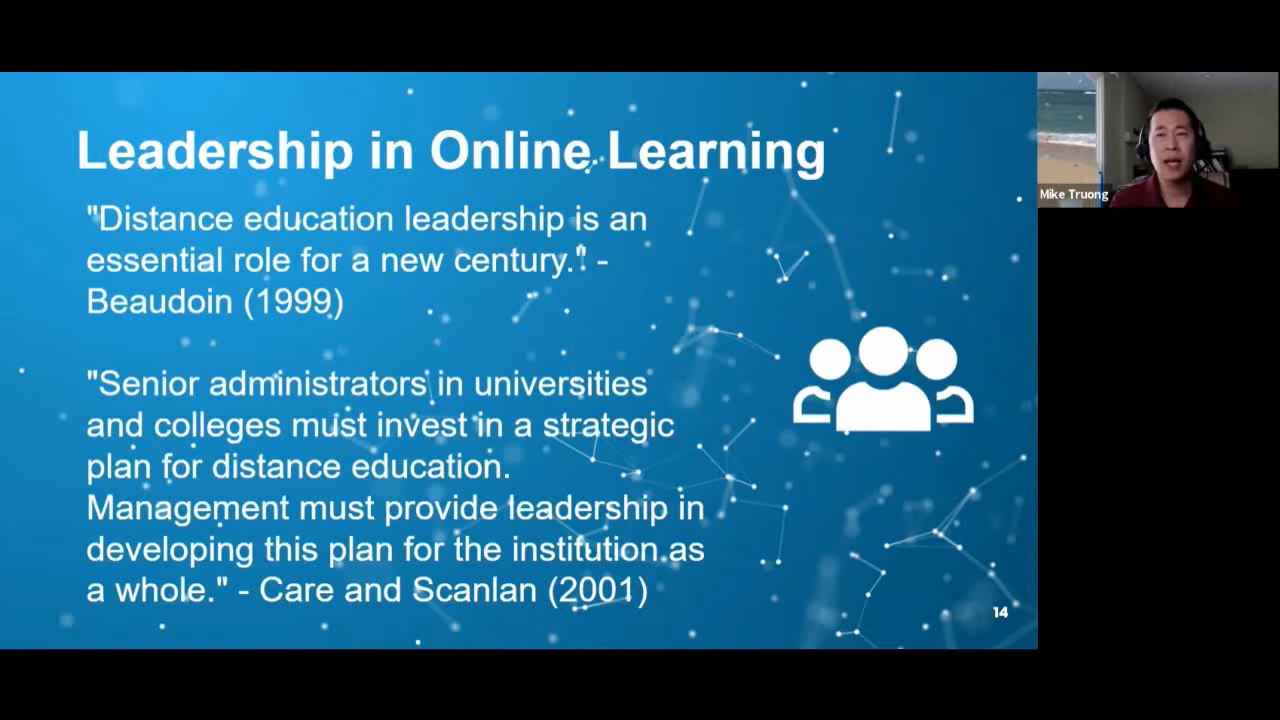 Leadership in Online Learning
"Distance education leadership is an
essential role for a new century." -
Beaudoin (1999)
"Senior administrators in universities
and colleges must invest in a strategic
plan for distance education.
Management must provide leadership in
developing this plan for the institution as
a whole." - Care and Scanlan (2001)
14
Mike Truong